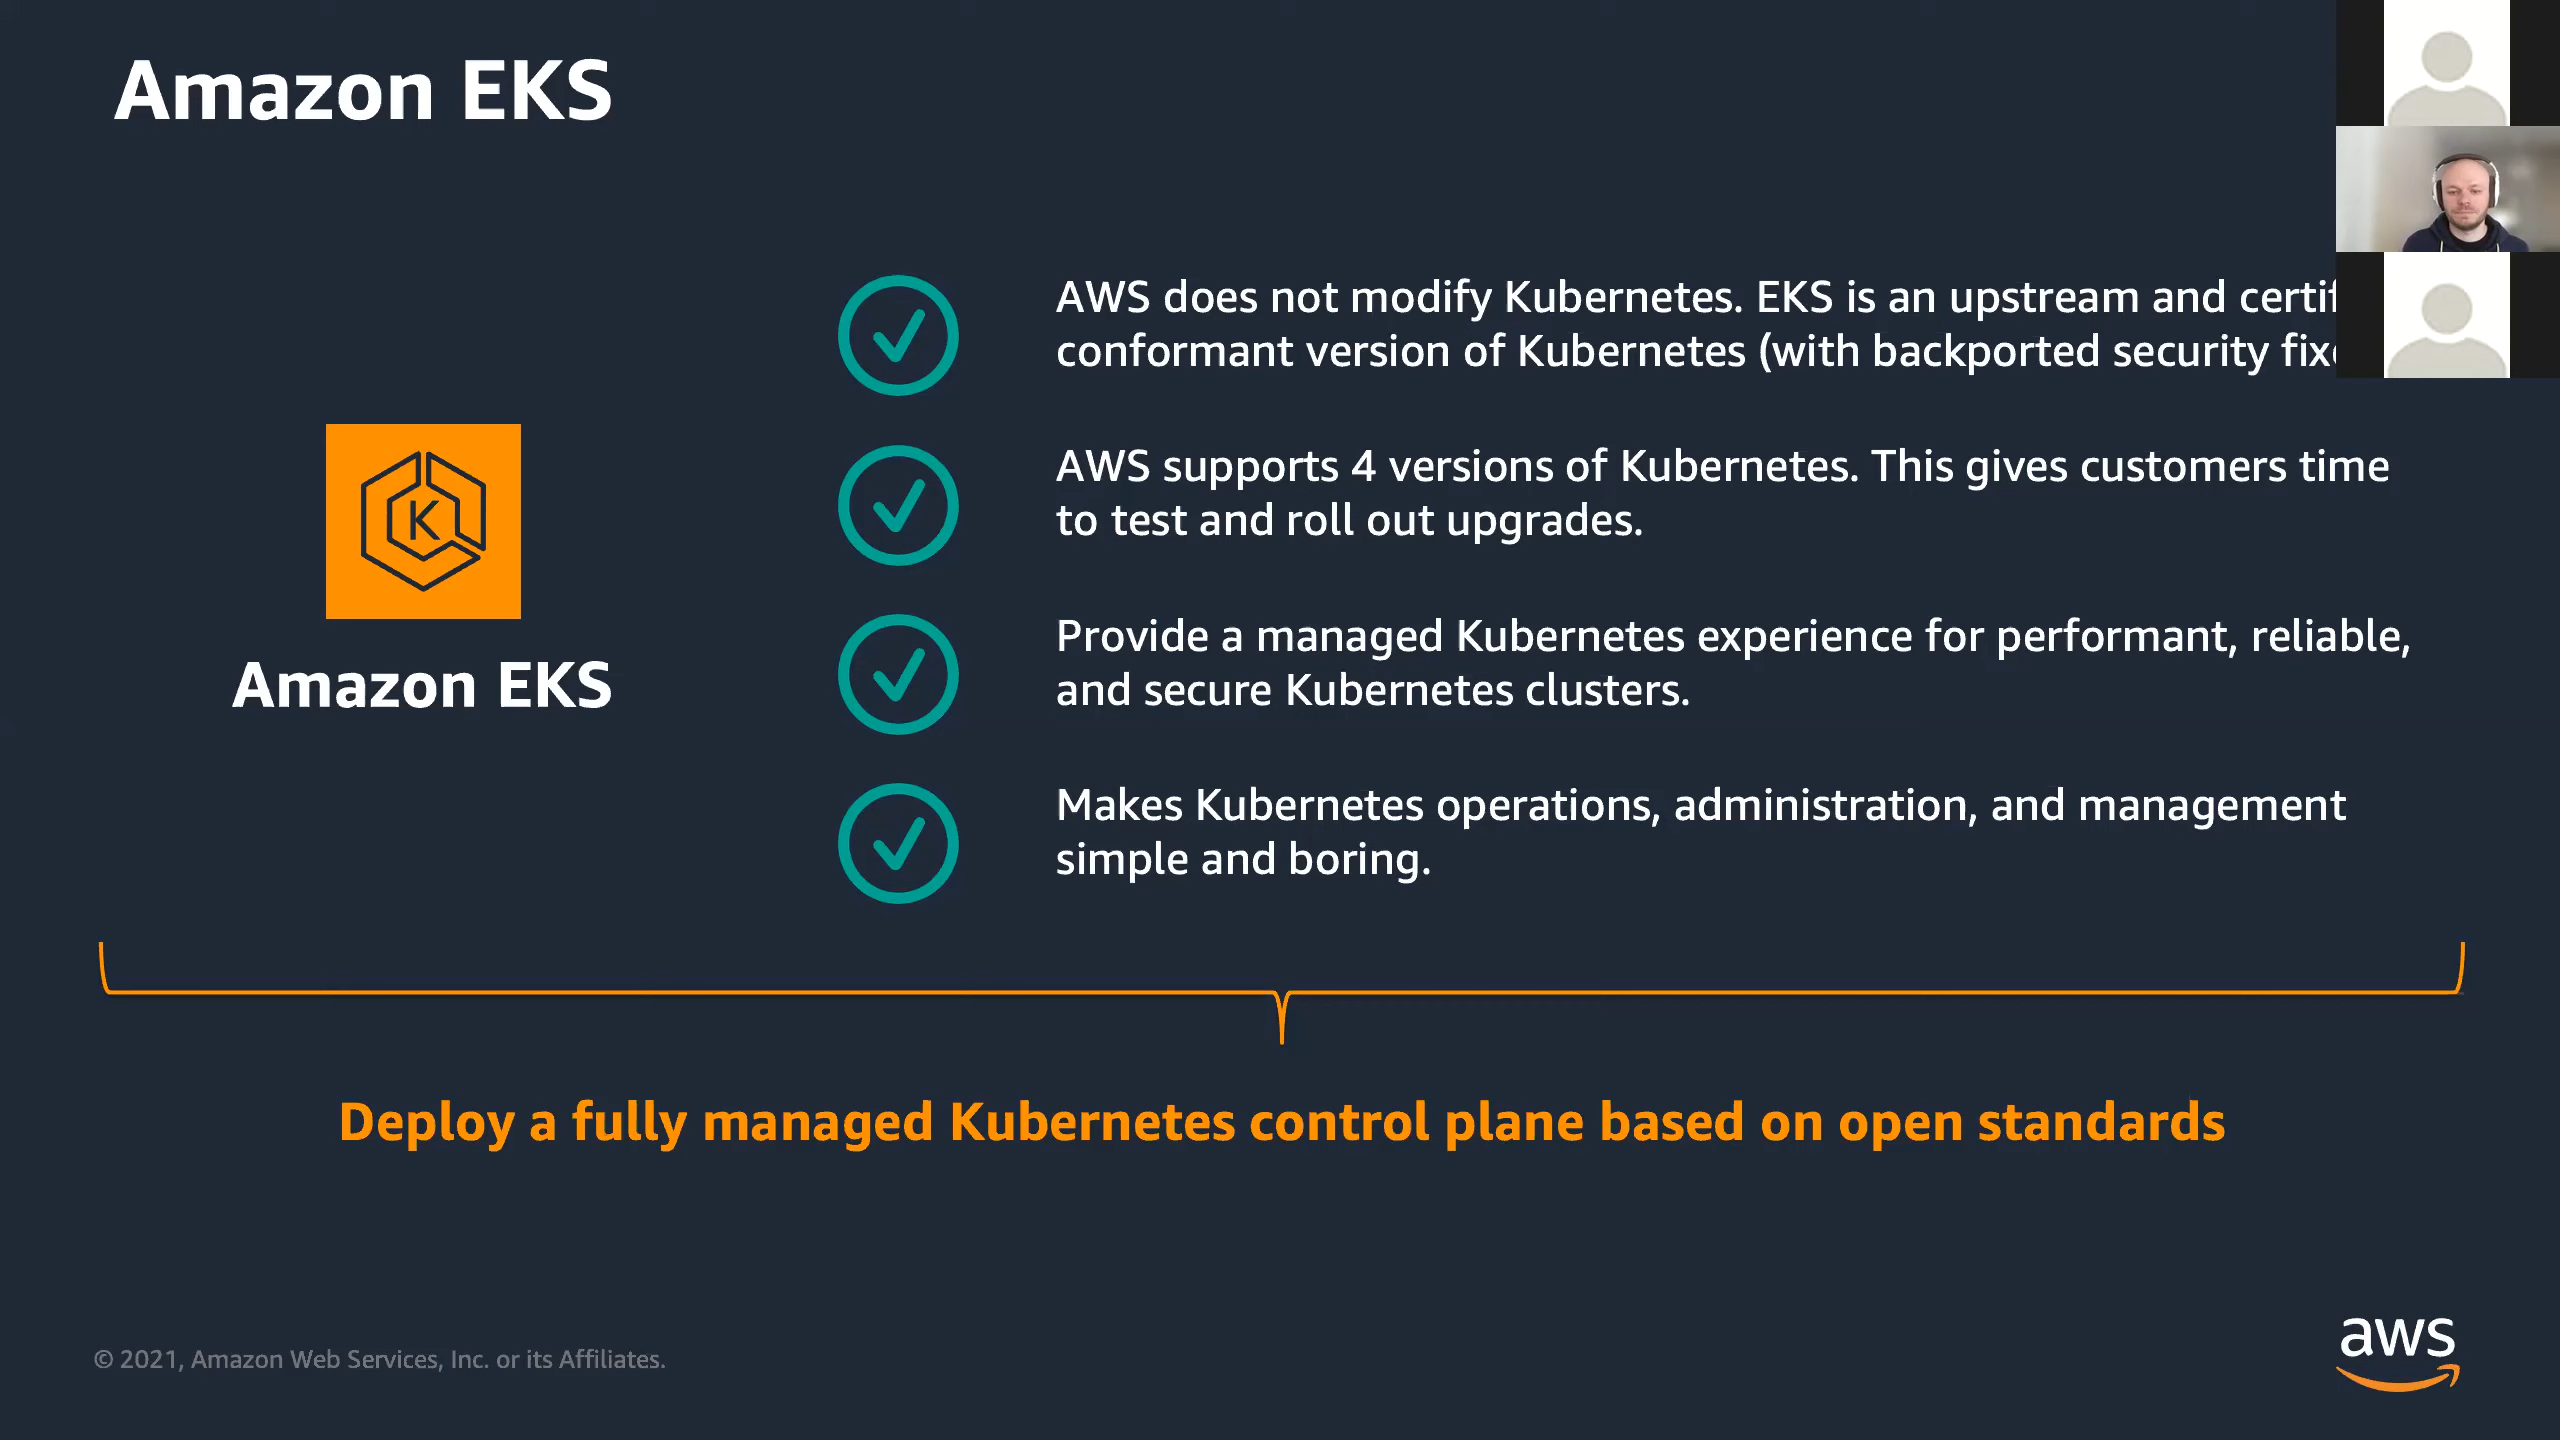 Amazon EKS
AWS does not modify Kubernetes. EKS is an upstream and
conformant version of Kubernetes (with backported security
AWS supports 4 versions of Kubernetes. This gives customers time
to test and roll out upgrades.
K
Amazon EKS
Provide a managed Kubernetes experience for performant, reliable,
and secure Kubernetes clusters.
Makes Kubernetes operations, administration, and management
simple and boring.
Deploy a fully managed Kubernetes control plane based on open standards
© 2021, Amazon Web Services, Inc. or its Affiliates.
aws